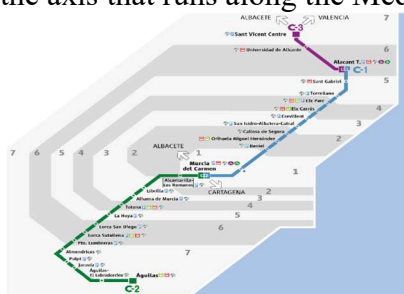 the axis that runs along the Med
ALBACETE
VALENCIA
7
C-3
Sant Vicent Centre
Universidad de Alicante
6
Alacant T.
C-1
5
Sant Gabriel
Torrellano
4
Elx Parc
Elx Carrús
Crevillent
3
San Isidro-Albatera-Catral
Callosa de Segura
2
Orihuela Miguel Hernández
Beniel
ALBACETE
7 6 5 4 3 2 1
Murcia
del Carmen
1
Alcantarilla-
Los Romanos
CARTAGENA
2
Librilla
3
Alhama de Murcia
4
Totana
5
La Hoya
6
Lorca San Diego
Lorca Sutullena
Pto. Lumbreras
7
Almendricos
Pulpí
Jaravía
Águilas-
El Labradorcico
Águilas
C-2